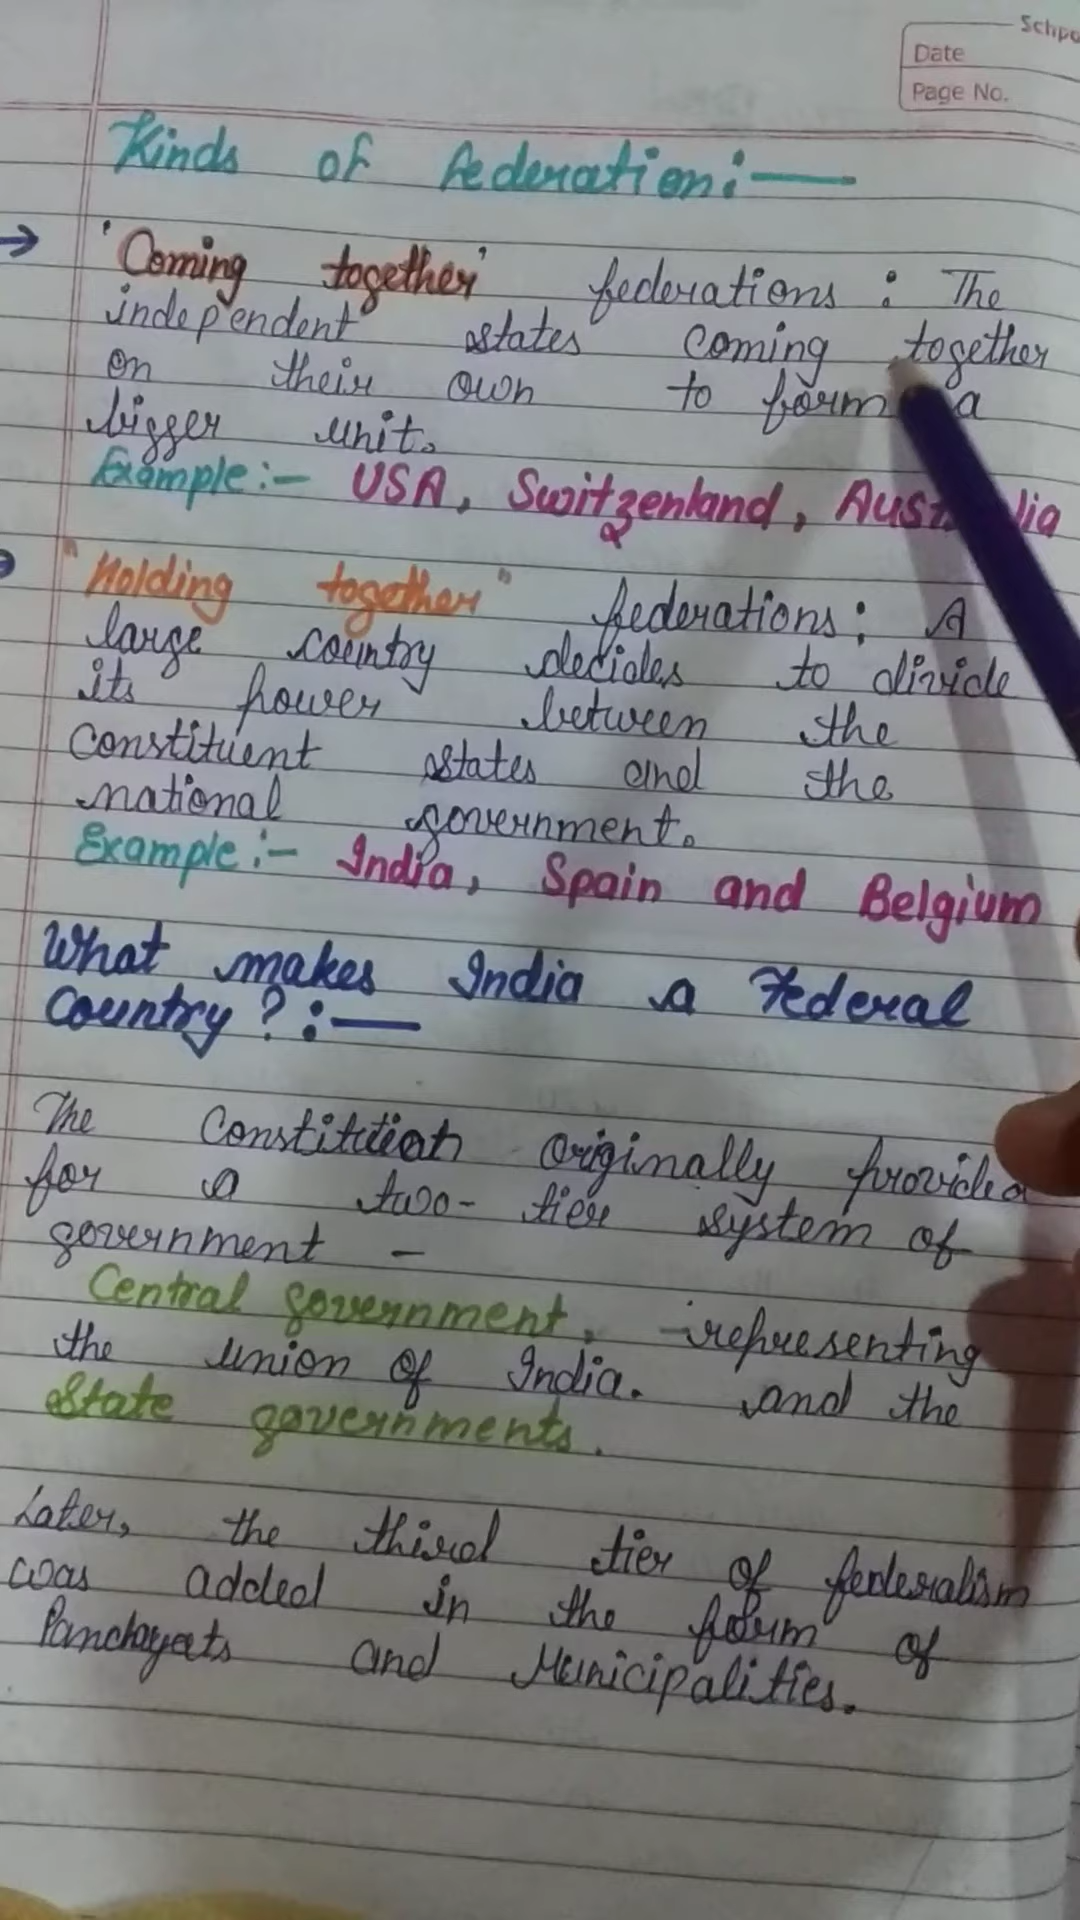 Schpo
Date
Page No.
Kinds of federation:—
→ 'Coming together' federations : The
independent states coming together
on their own to form a
bigger unit.
Example:- USA, Switzerland,
"Holding together" federations: A
large country decides to divide
its power between the
constituent states and the
national government.
Example:- India, Spain and Belgium
What makes India a Federal
Country?:—
The Constitution originally provided
for a two-tier system of
government -
Central government, representing
the union of India. and the
State governments.
Later, the third tier of federalism
was added in the form of
Panchayats and Municipalities.